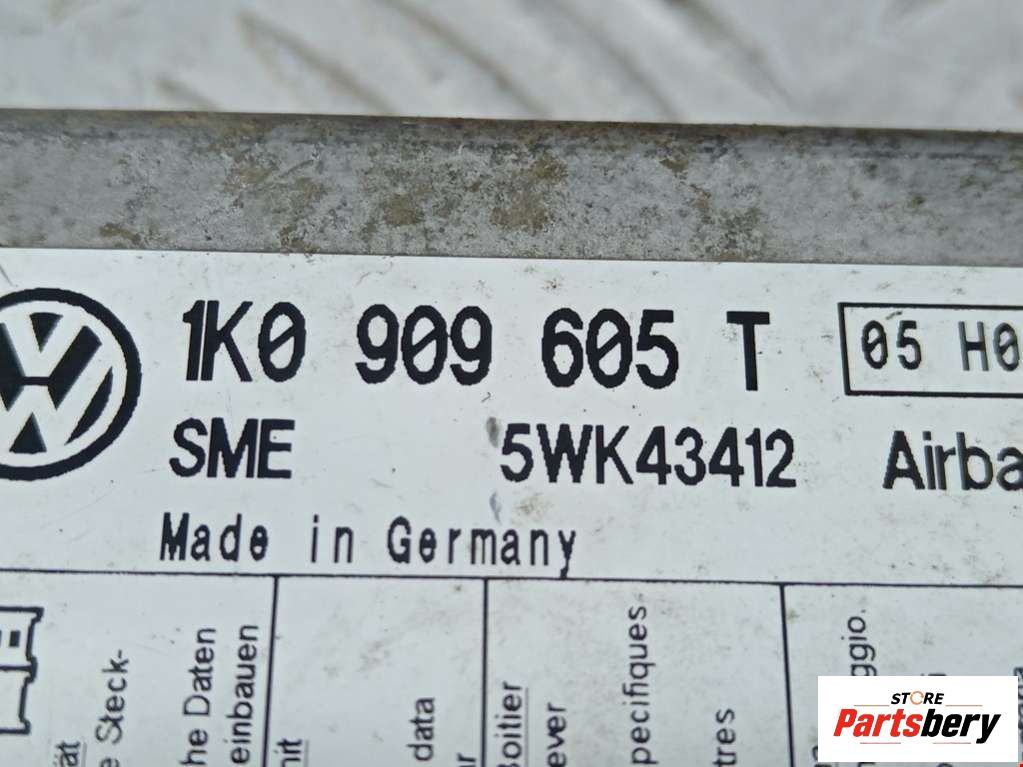 1K0 909 605 T 05 H0
SME 5WK43412 Airba
Made in Germany
Steck-
he Daten
einbauen
data
Boitier
ever
pecifiques
tres
ggio.
STORE
Partsbery